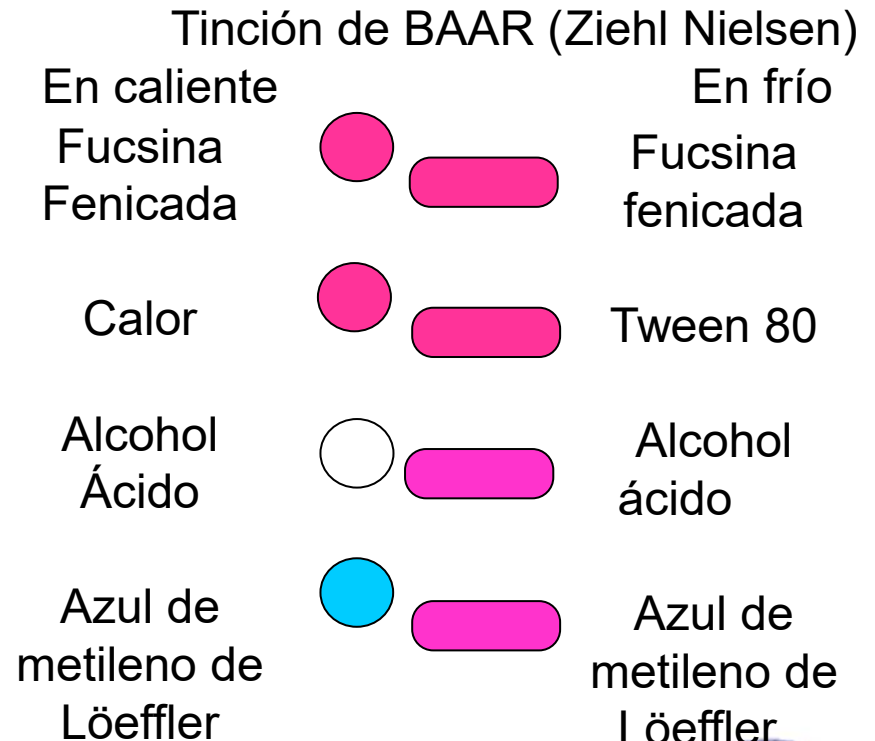 Tinción de BAAR (Ziehl Nielsen)
En caliente
En frío
Fucsina
Fenicada
Fucsina
fenicada
Calor
Tween 80
Alcohol
Ácido
Alcohol
ácido
Azul de
metileno de
Löeffler
Azul de
metileno de
Löeffler